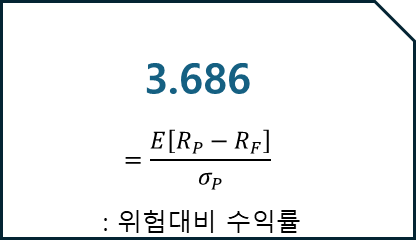 3.686
= E[R_P − R_F] / σ_P
: 위험대비 수익률